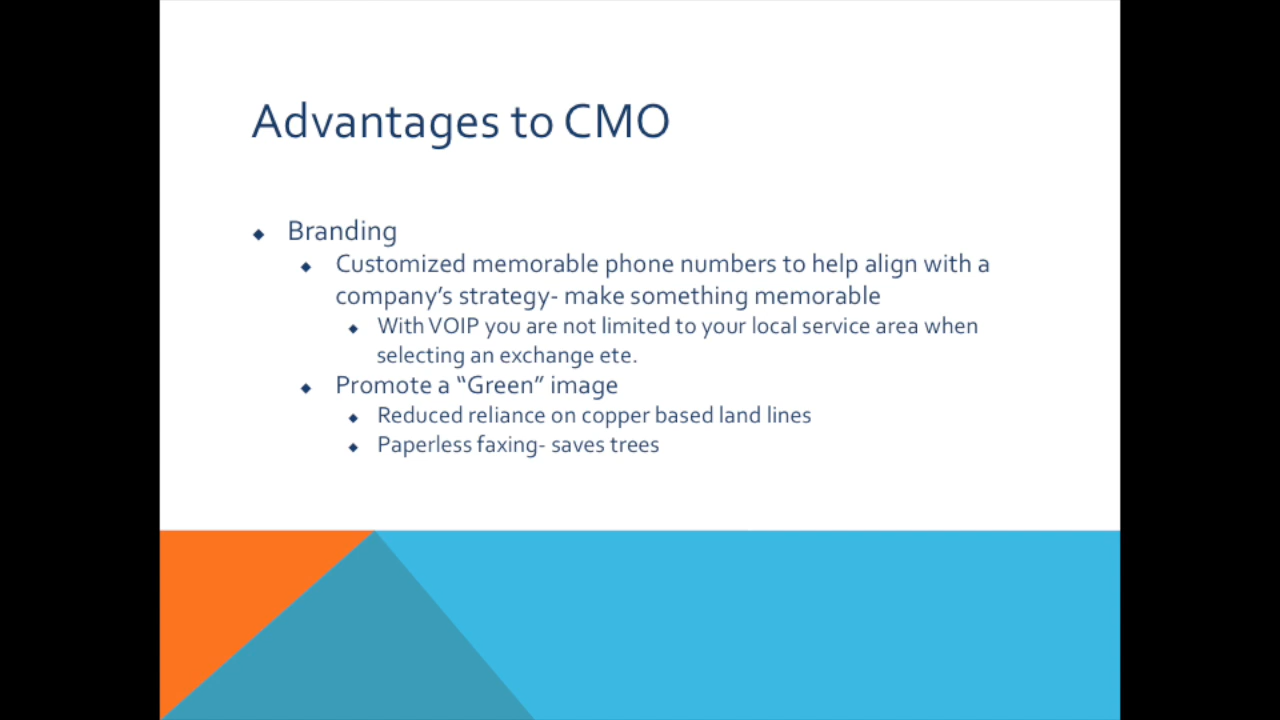 Advantages to CMO
Branding
Customized memorable phone numbers to help align with a
company’s strategy- make something memorable
With VOIP you are not limited to your local service area when
selecting an exchange ete.
Promote a “Green” image
Reduced reliance on copper based land lines
Paperless faxing- saves trees